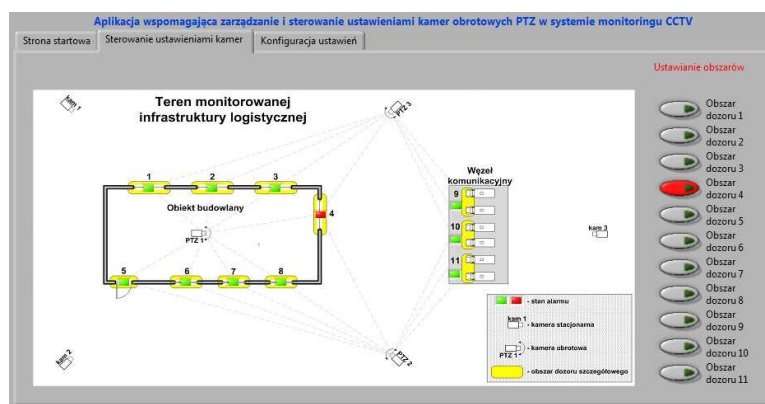 Aplikacja wspomagająca zarządzanie i sterowanie ustawieniami kamer obrotowych PTZ w systemie monitoringu CCTV
Strona startowa
Sterowanie ustawieniami kamer
Konfiguracja ustawień
Ustawianie obszarów
kam 1
Teren monitorowanej
infrastruktury logistycznej
PTZ 3
1
2
3
Obiekt budowlany
4
PTZ 1
5
6
7
8
Węzeł
komunikacyjny
9
10
11
kam 3
kam 2
PTZ 2
- stan alarmu
kam 1
- kamera stacjonarna
- kamera obrotowa
PTZ 1
- obszar dozoru szczegółowego
Obszar
dozoru 1
Obszar
dozoru 2
Obszar
dozoru 3
Obszar
dozoru 4
Obszar
dozoru 5
Obszar
dozoru 6
Obszar
dozoru 7
Obszar
dozoru 8
Obszar
dozoru 9
Obszar
dozoru 10
Obszar
dozoru 11